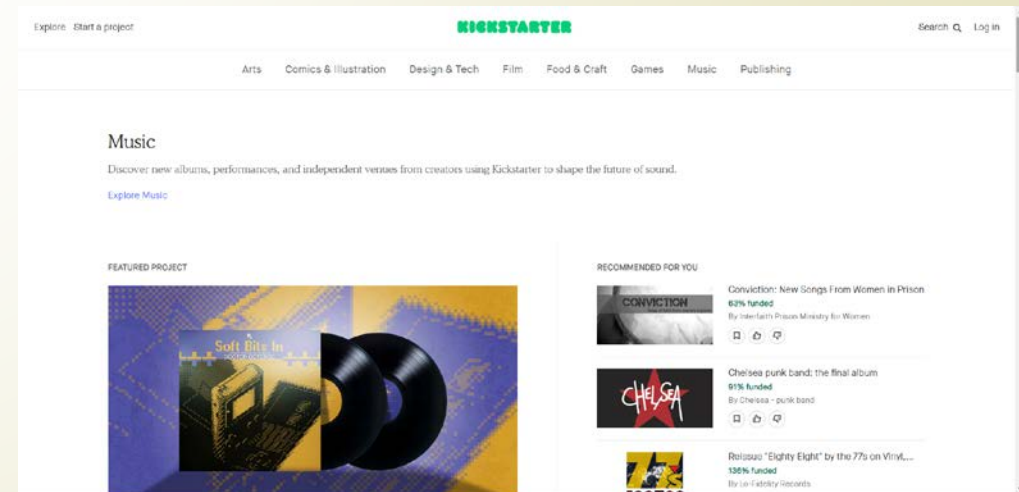 Explore Start a project
KICKSTARTER
Search Log in
Arts Comics & Illustration Design & Tech Film Food & Craft Games Music Publishing
Music
Discover new albums, performances, and independent venues from creators using Kickstarter to shape the future of sound.
Explore Music
FEATURED PROJECT
Soft Bits In
RECOMMENDED FOR YOU
CONVICTION
Conviction: New Songs From Women in Prison
63% funded
By Interfaith Prison Ministry for Women
CHELSEA
Chelsea punk band: the final album
91% funded
By Chelsea - punk band
77's
Reissue "Eighty Eight" by the 77s on Vinyl,...
136% funded
By Lo-Fidelity Records